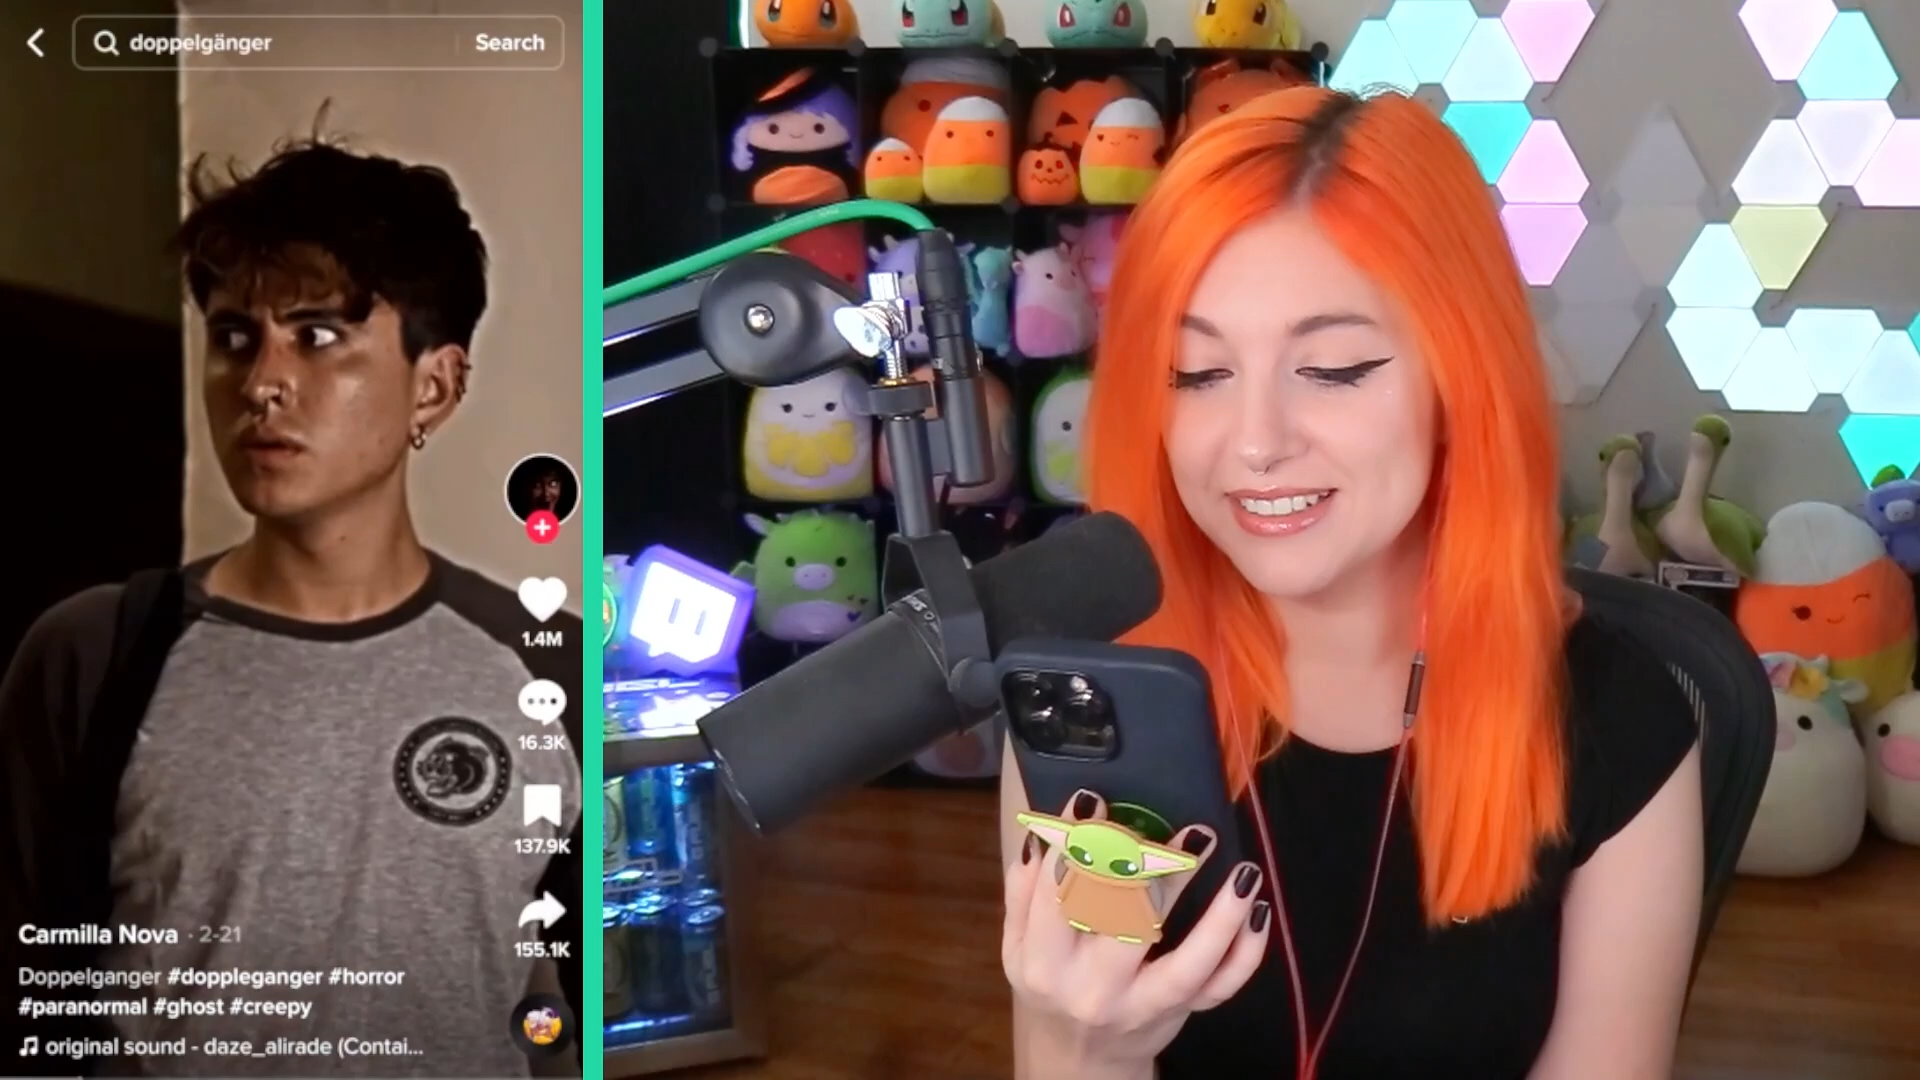 doppelgänger
Search
1.4M
16.3K
137.9K
155.1K
Carmilla Nova · 2-21
Doppelganger #doppleganger #horror
#paranormal #ghost #creepy
original sound - daze_alirade (Contai...